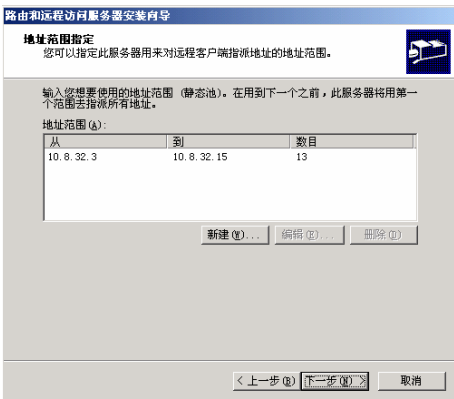 路由和远程访问服务器安装向导
地址范围指定
您可以指定此服务器用来对远程客户端指派地址的地址范围。
输入您想要使用的地址范围 (静态池)。在用到下一个之前，此服务器将用第一
个范围去指派所有地址。
地址范围(A):
从 到 数目
10.8.32.3 10.8.32.15 13
新建(W)... 编辑(E)... 删除(D)
< 上一步(B) 下一步(N) > 取消